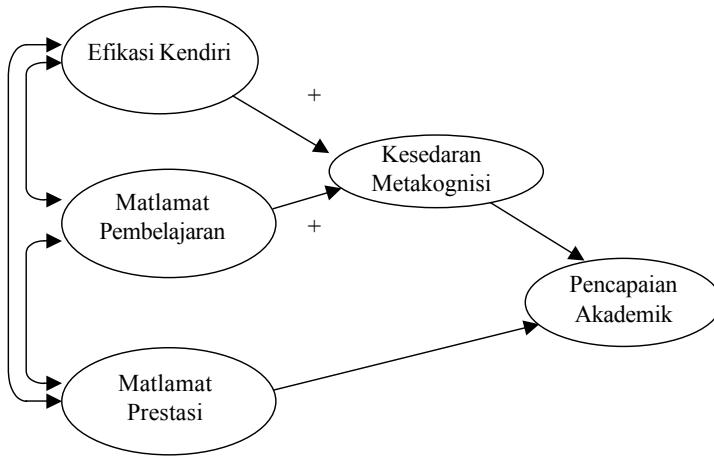 Efikasi Kendiri
+
Kesedaran
Metakognisi
Matlamat
Pembelajaran
+
Pencapaian
Akademik
Matlamat
Prestasi